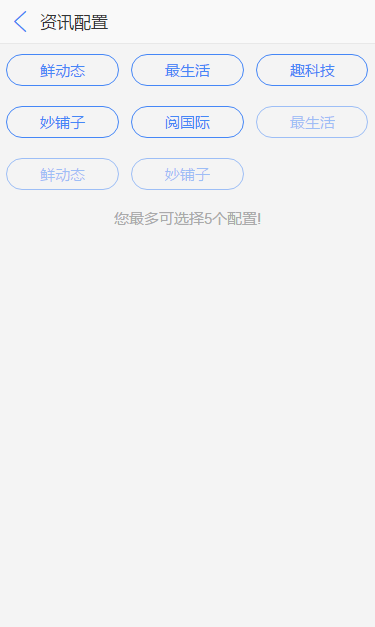 资讯配置
鲜动态 最生活 趣科技
妙铺子 阅国际 最生活
鲜动态 妙铺子
您最多可选择5个配置!